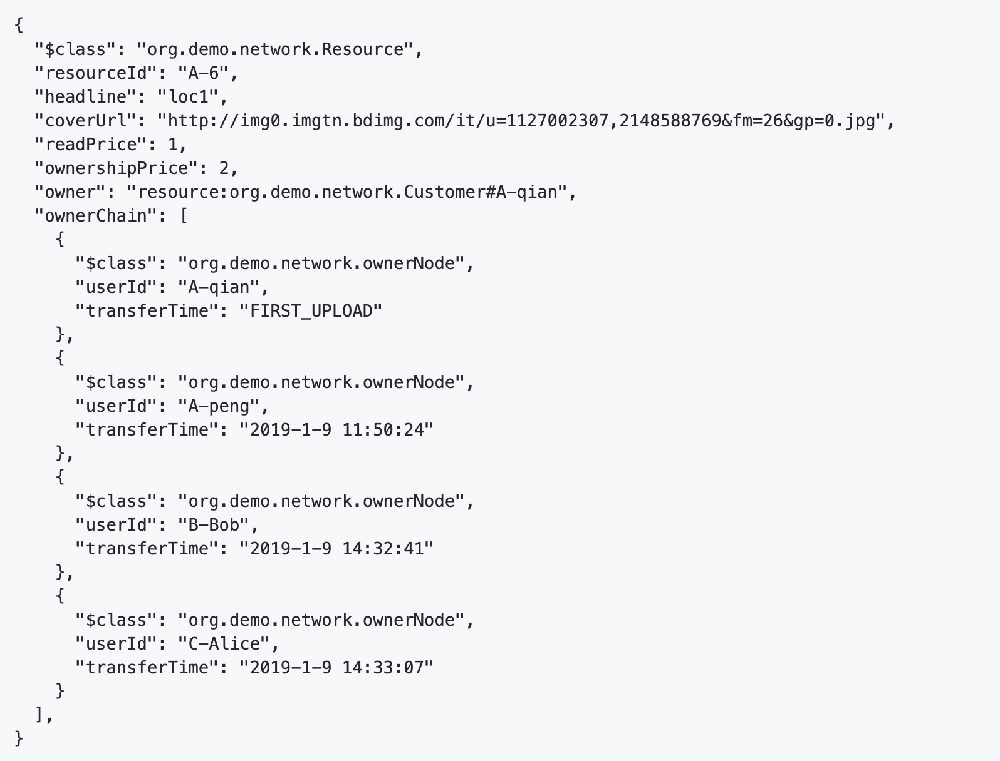 {
  "$class": "org.demo.network.Resource",
  "resourceId": "A-6",
  "headline": "loc1",
  "coverUrl": "http://img0.imgtn.bdimg.com/it/u=1127002307,2148588769&fm=26&gp=0.jpg",
  "readPrice": 1,
  "ownershipPrice": 2,
  "owner": "resource:org.demo.network.Customer#A-qian",
  "ownerChain": [
    {
      "$class": "org.demo.network.ownerNode",
      "userId": "A-qian",
      "transferTime": "FIRST_UPLOAD"
    },
    {
      "$class": "org.demo.network.ownerNode",
      "userId": "A-peng",
      "transferTime": "2019-1-9 11:50:24"
    },
    {
      "$class": "org.demo.network.ownerNode",
      "userId": "B-Bob",
      "transferTime": "2019-1-9 14:32:41"
    },
    {
      "$class": "org.demo.network.ownerNode",
      "userId": "C-Alice",
      "transferTime": "2019-1-9 14:33:07"
    }
  ],
}